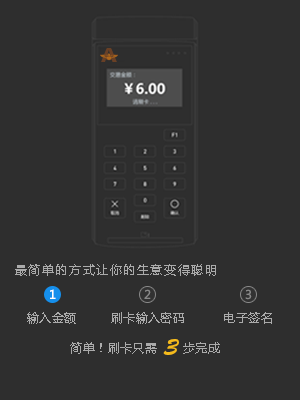 交易金额：
¥6.00
请刷卡......
F1
1 2 3
4 5 6
7 8 9
取消 0 确认
最简单的方式让你的生意变得聪明
1 2 3
输入金额 刷卡输入密码 电子签名
简单！刷卡只需 3 步完成